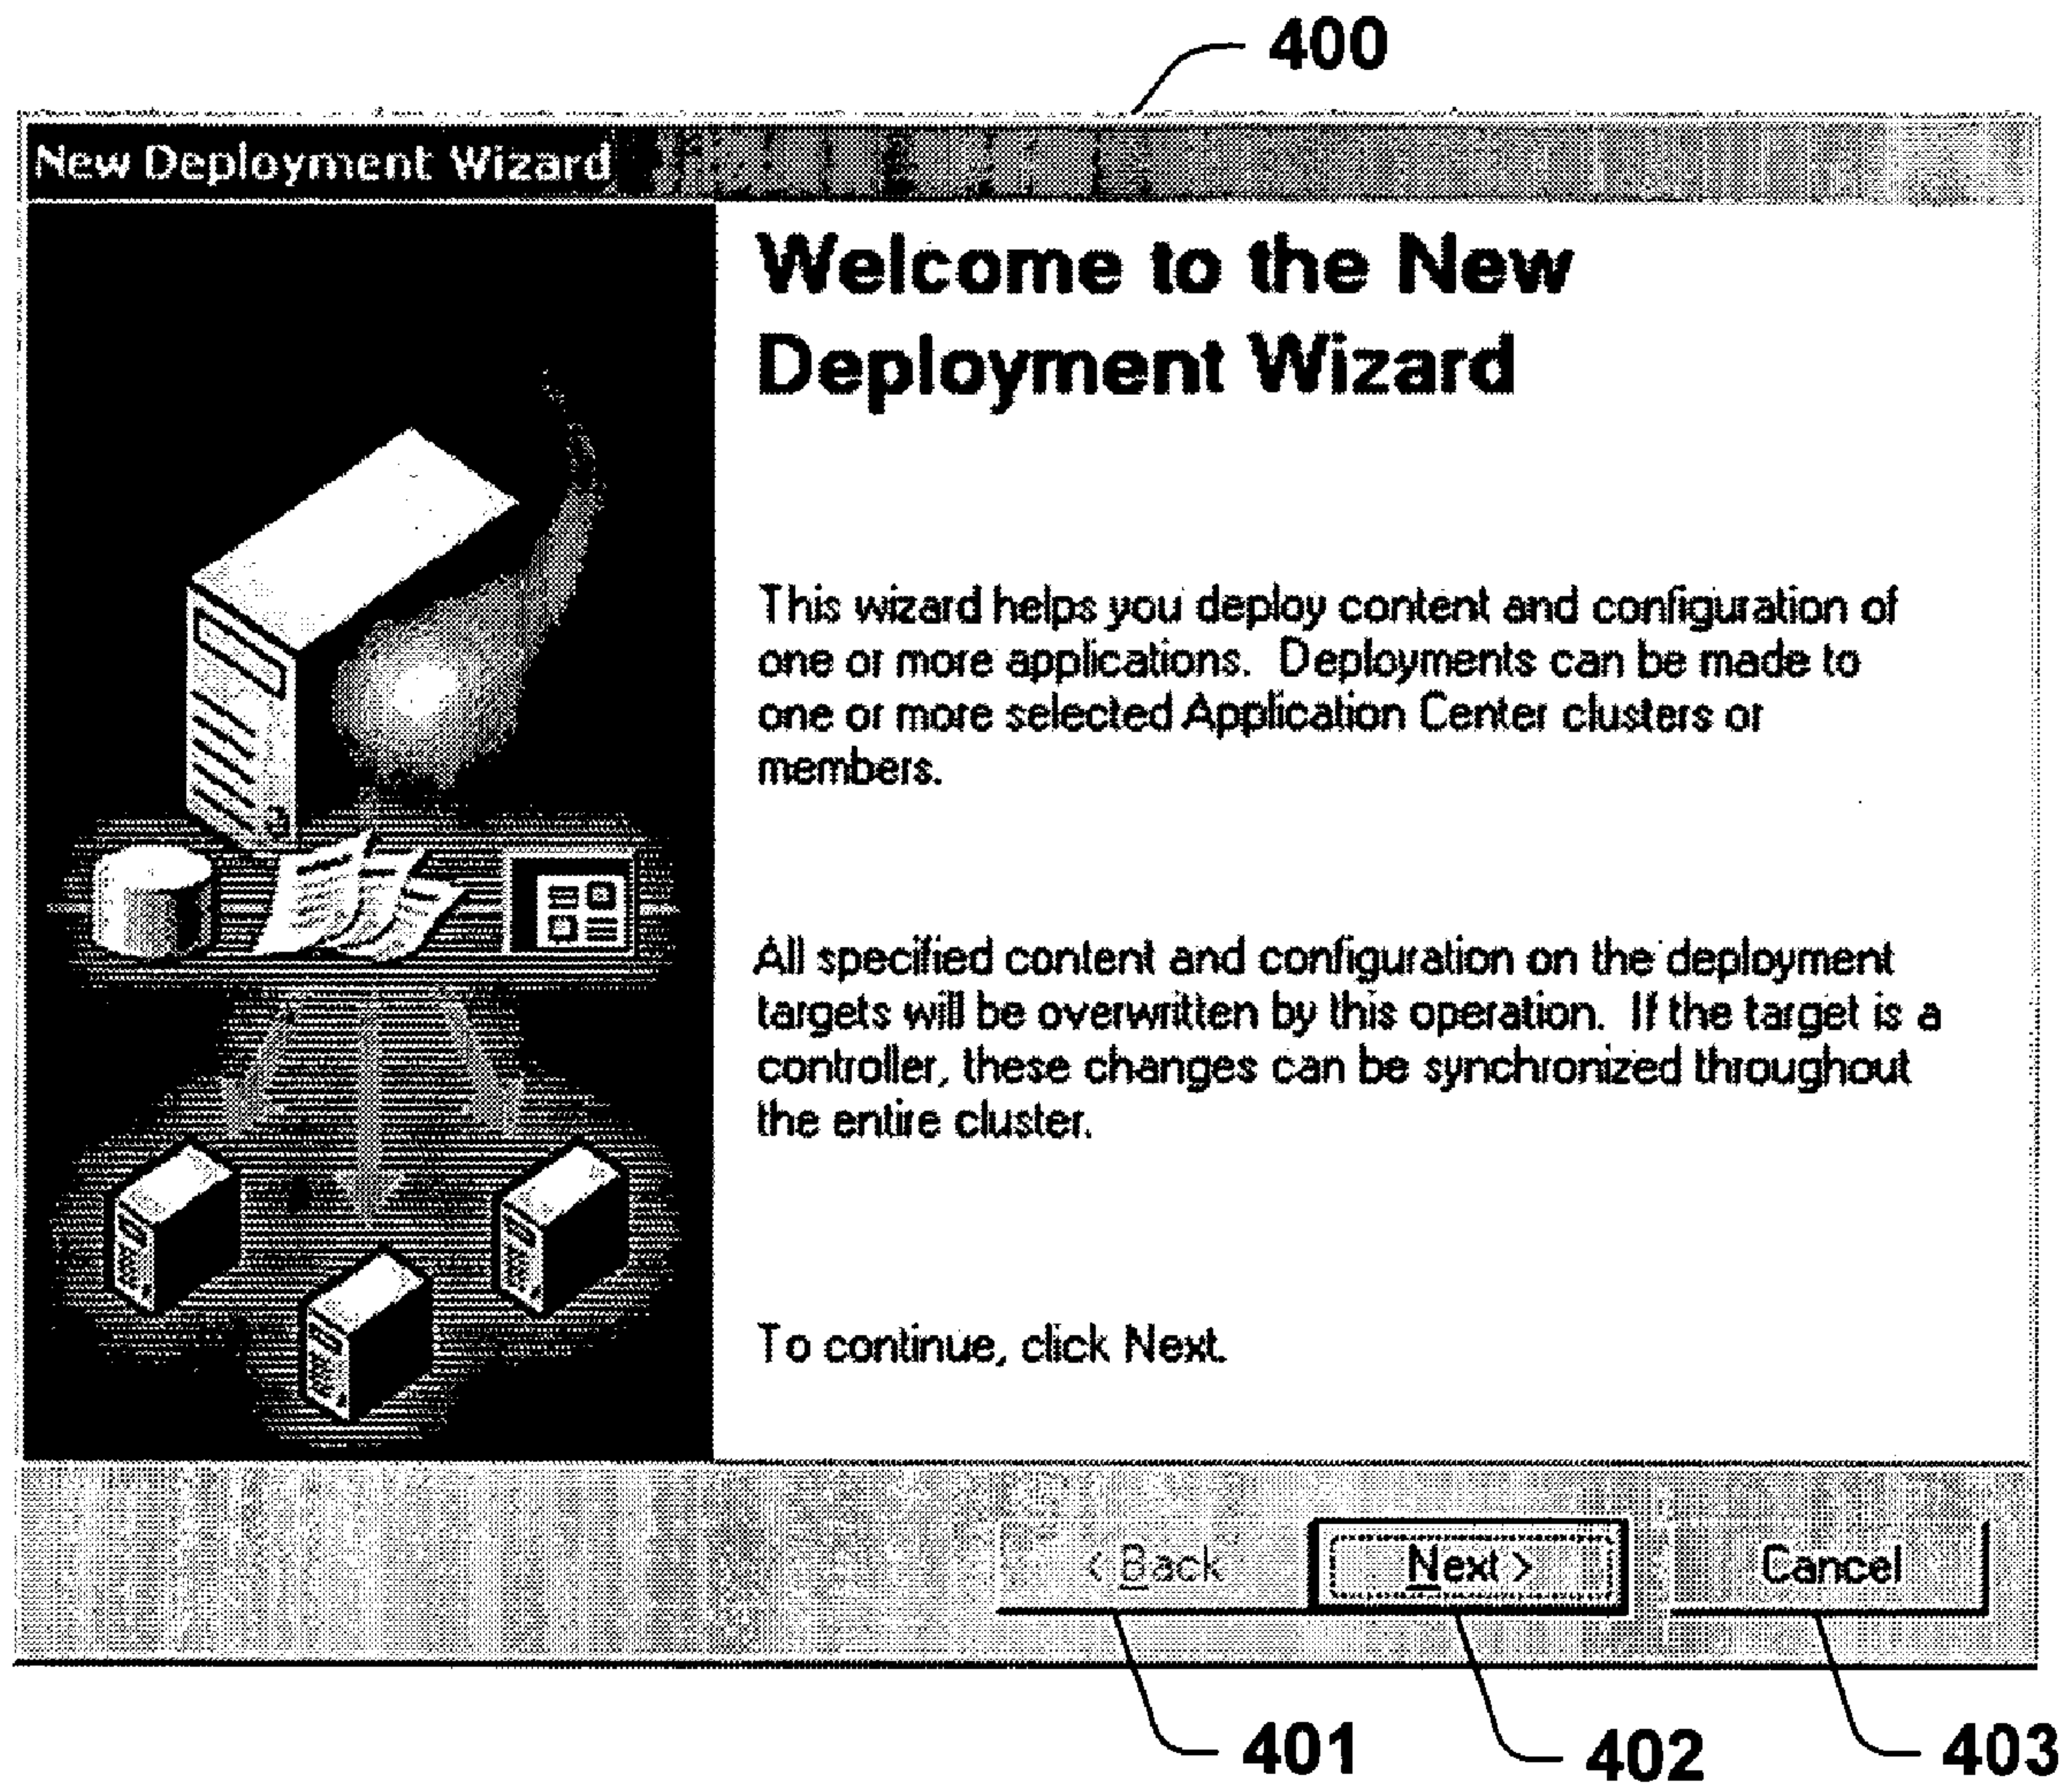 400
New Deployment Wizard
Welcome to the New
Deployment Wizard
This wizard helps you deploy content and configuration of
one or more applications.  Deployments can be made to
one or more selected Application Center clusters or
members.
All specified content and configuration on the deployment
targets will be overwritten by this operation.  If the target is a
controller, these changes can be synchronized throughout
the entire cluster.
To continue, click Next.
< Back Next > Cancel
401 402 403